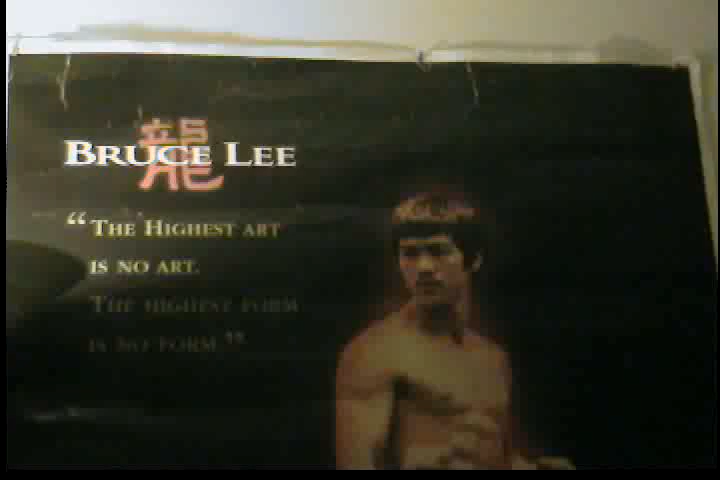 龍
BRUCE LEE
“THE HIGHEST ART
IS NO ART.
THE HIGHEST FORM
IS NO FORM”